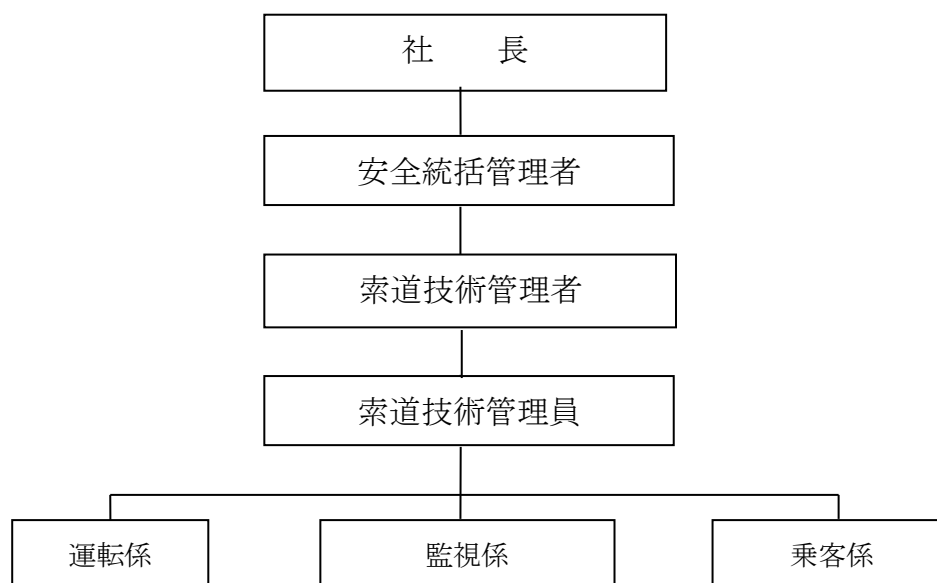 社　　長
安全統括管理者
索道技術管理者
索道技術管理員
運転係
監視係
乗客係